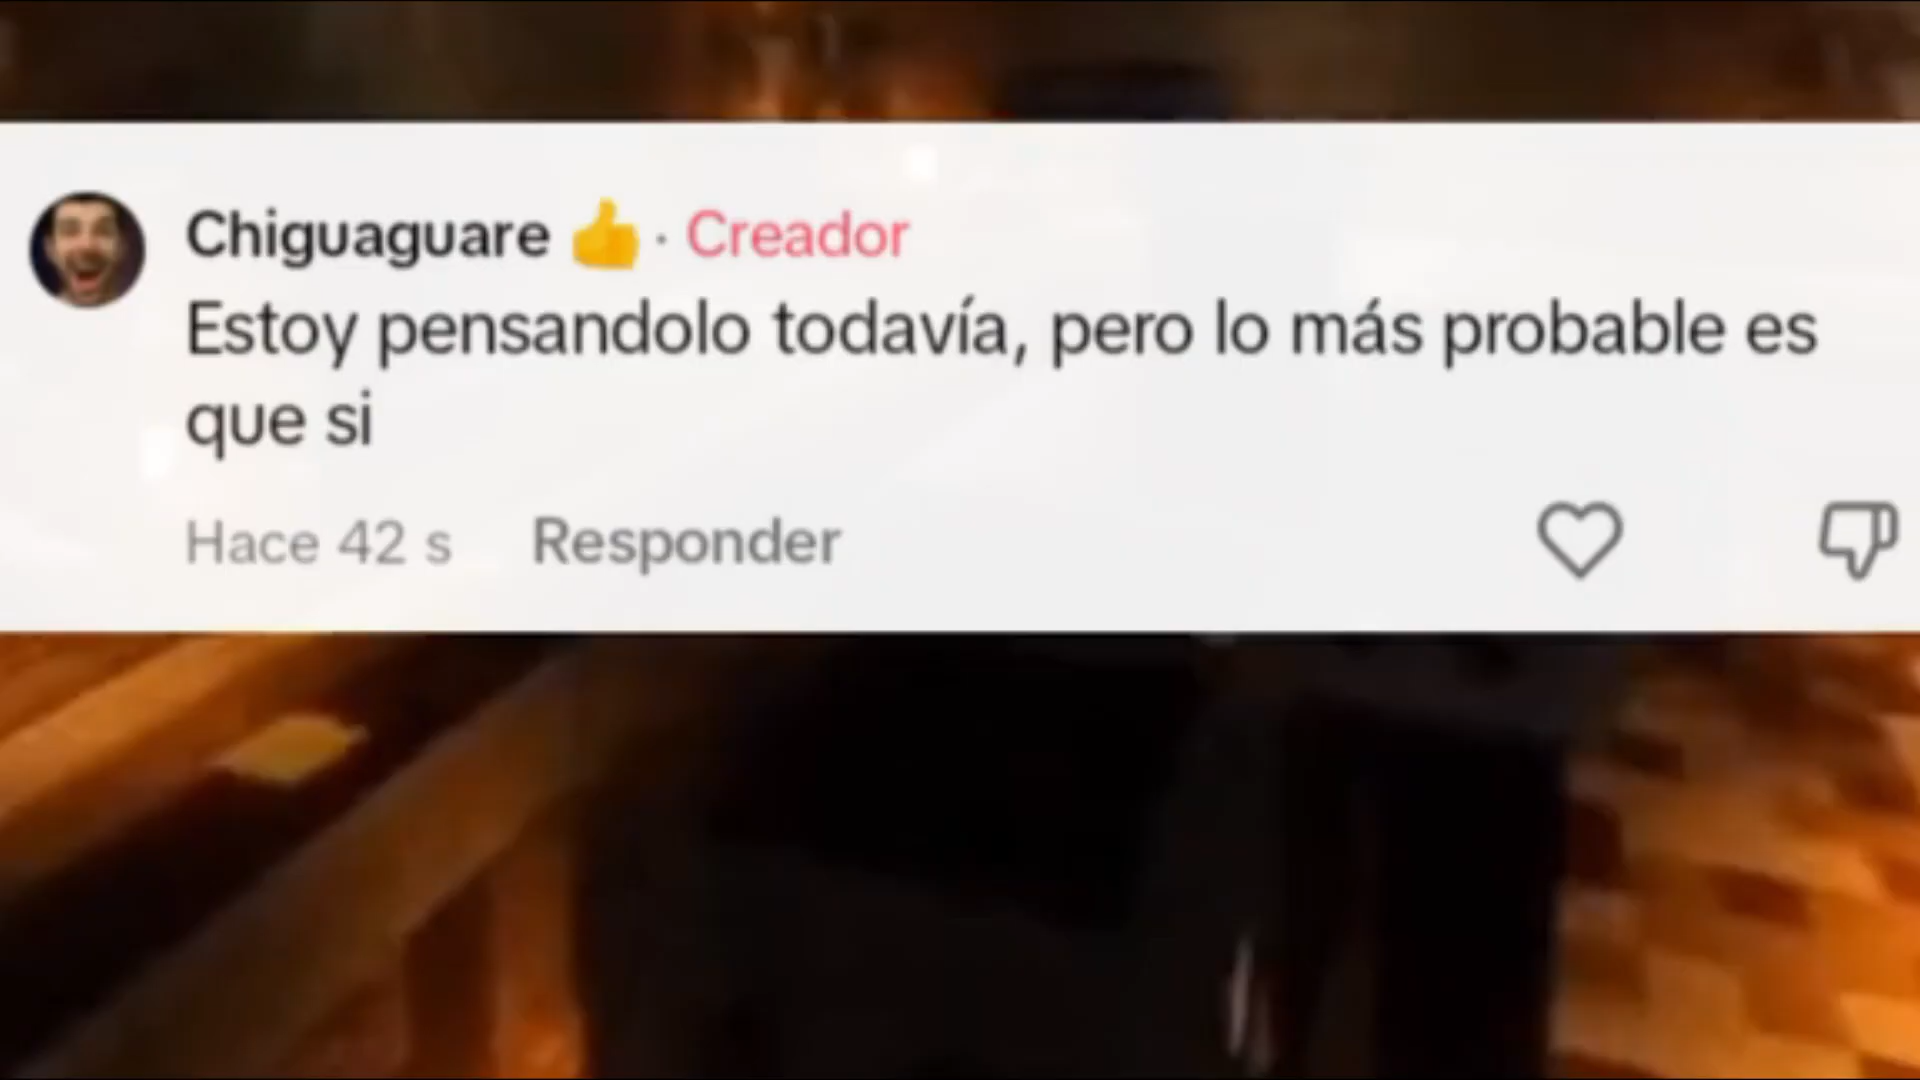 Chiguaguare 👍 · Creador
Estoy pensandolo todavía, pero lo más probable es
que si
Hace 42 s Responder